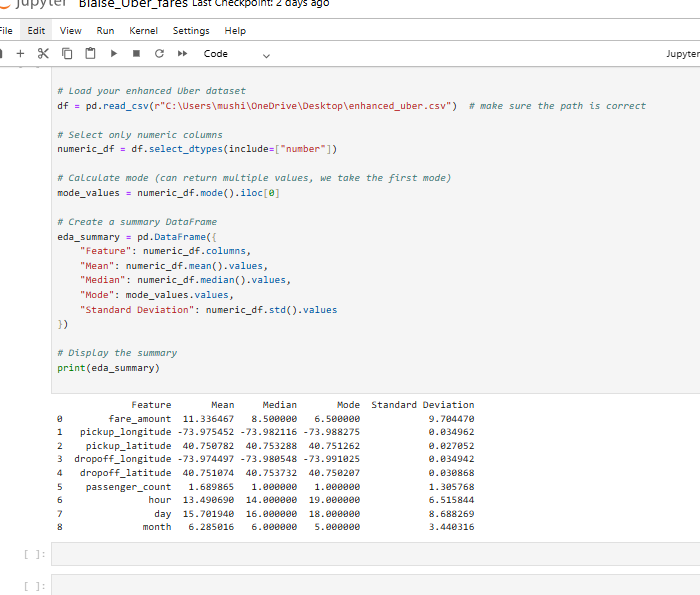 jupyter Blaise_Uber_fares Last Checkpoint: 2 days ago
File Edit View Run Kernel Settings Help
Code
Jupyter
# Load your enhanced Uber dataset
df = pd.read_csv(r"C:\Users\mushi\OneDrive\Desktop\enhanced_uber.csv")  # make sure the path is correct
# Select only numeric columns
numeric_df = df.select_dtypes(include=["number"])
# Calculate mode (can return multiple values, we take the first mode)
mode_values = numeric_df.mode().iloc[0]
# Create a summary DataFrame
eda_summary = pd.DataFrame({
    "Feature": numeric_df.columns,
    "Mean": numeric_df.mean().values,
    "Median": numeric_df.median().values,
    "Mode": mode_values.values,
    "Standard Deviation": numeric_df.std().values
})
# Display the summary
print(eda_summary)
Feature Mean Median Mode Standard Deviation
0 fare_amount 11.336467 8.500000 6.500000 9.704470
1 pickup_longitude -73.975452 -73.982116 -73.988275 0.034962
2 pickup_latitude 40.750782 40.753288 40.751262 0.027052
3 dropoff_longitude -73.974497 -73.980548 -73.991025 0.034942
4 dropoff_latitude 40.751074 40.753732 40.750207 0.030868
5 passenger_count 1.689865 1.000000 1.000000 1.305768
6 hour 13.490690 14.000000 19.000000 6.515844
7 day 15.701940 16.000000 18.000000 8.688269
8 month 6.285016 6.000000 5.000000 3.440316
[ ]:
[ ]: